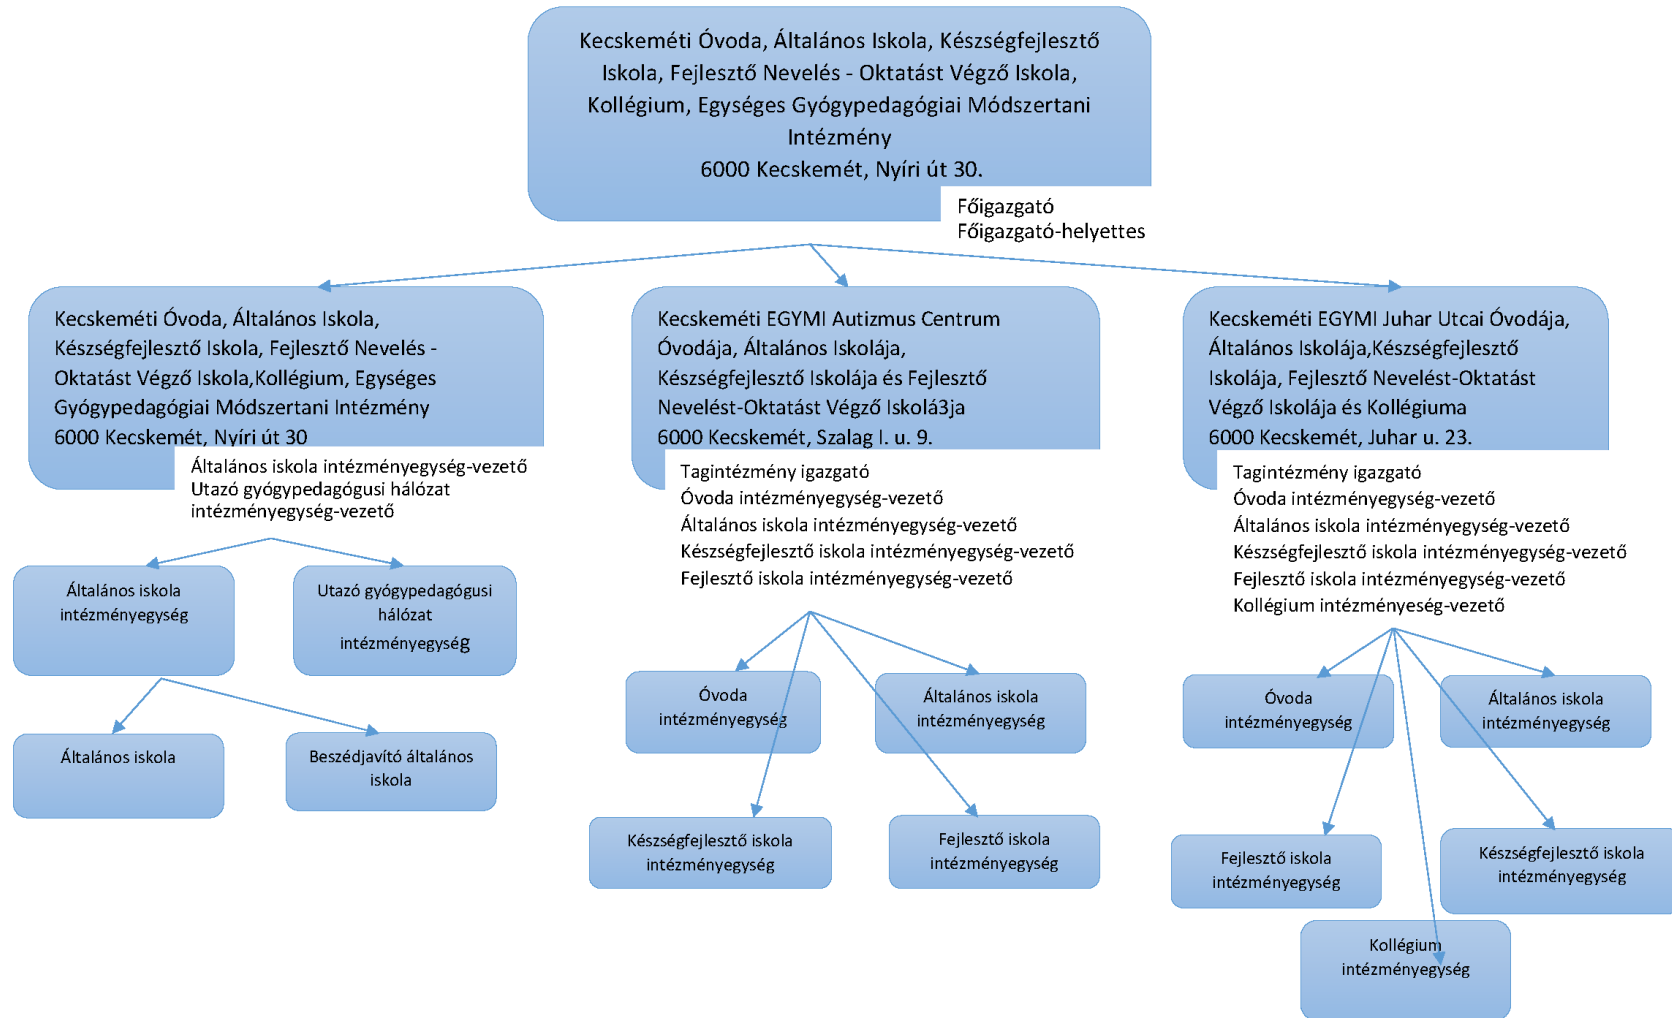 Kecskeméti Óvoda, Általános Iskola, Készségfejlesztő
Iskola, Fejlesztő Nevelés - Oktatást Végző Iskola,
Kollégium, Egységes Gyógypedagógiai Módszertani
Intézmény
6000 Kecskemét, Nyíri út 30.
Főigazgató
Főigazgató-helyettes
Kecskeméti Óvoda, Általános Iskola,
Készségfejlesztő Iskola, Fejlesztő Nevelés -
Oktatást Végző Iskola,Kollégium, Egységes
Gyógypedagógiai Módszertani Intézmény
6000 Kecskemét, Nyíri út 30
Általános iskola intézményegység-vezető
Utazó gyógypedagógusi hálózat
intézményegység-vezető
Általános iskola
intézményegység
Utazó gyógypedagógusi
hálózat
intézményegység
Általános iskola
Beszédjavító általános
iskola
Kecskeméti EGYMI Autizmus Centrum
Óvodája, Általános Iskolája,
Készségfejlesztő Iskolája és Fejlesztő
Nevelést-Oktatást Végző Iskolá3ja
6000 Kecskemét, Szalag I. u. 9.
Tagintézmény igazgató
Óvoda intézményegység-vezető
Általános iskola intézményegység-vezető
Készségfejlesztő iskola intézményegység-vezető
Fejlesztő iskola intézményegység-vezető
Óvoda
intézményegység
Általános iskola
intézményegység
Készségfejlesztő iskola
intézményegység
Fejlesztő iskola
intézményegység
Kecskeméti EGYMI Juhar Utcai Óvodája,
Általános Iskolája,Készségfejlesztő
Iskolája, Fejlesztő Nevelést-Oktatást
Végző Iskolája és Kollégiuma
6000 Kecskemét, Juhar u. 23.
Tagintézmény igazgató
Óvoda intézményegység-vezető
Általános iskola intézményegység-vezető
Készségfejlesztő iskola intézményegység-vezető
Fejlesztő iskola intézményegység-vezető
Kollégium intézményeség-vezető
Óvoda
intézményegység
Általános iskola
intézményegység
Fejlesztő iskola
intézményegység
Készségfejlesztő iskola
intézményegység
Kollégium
intézményegység